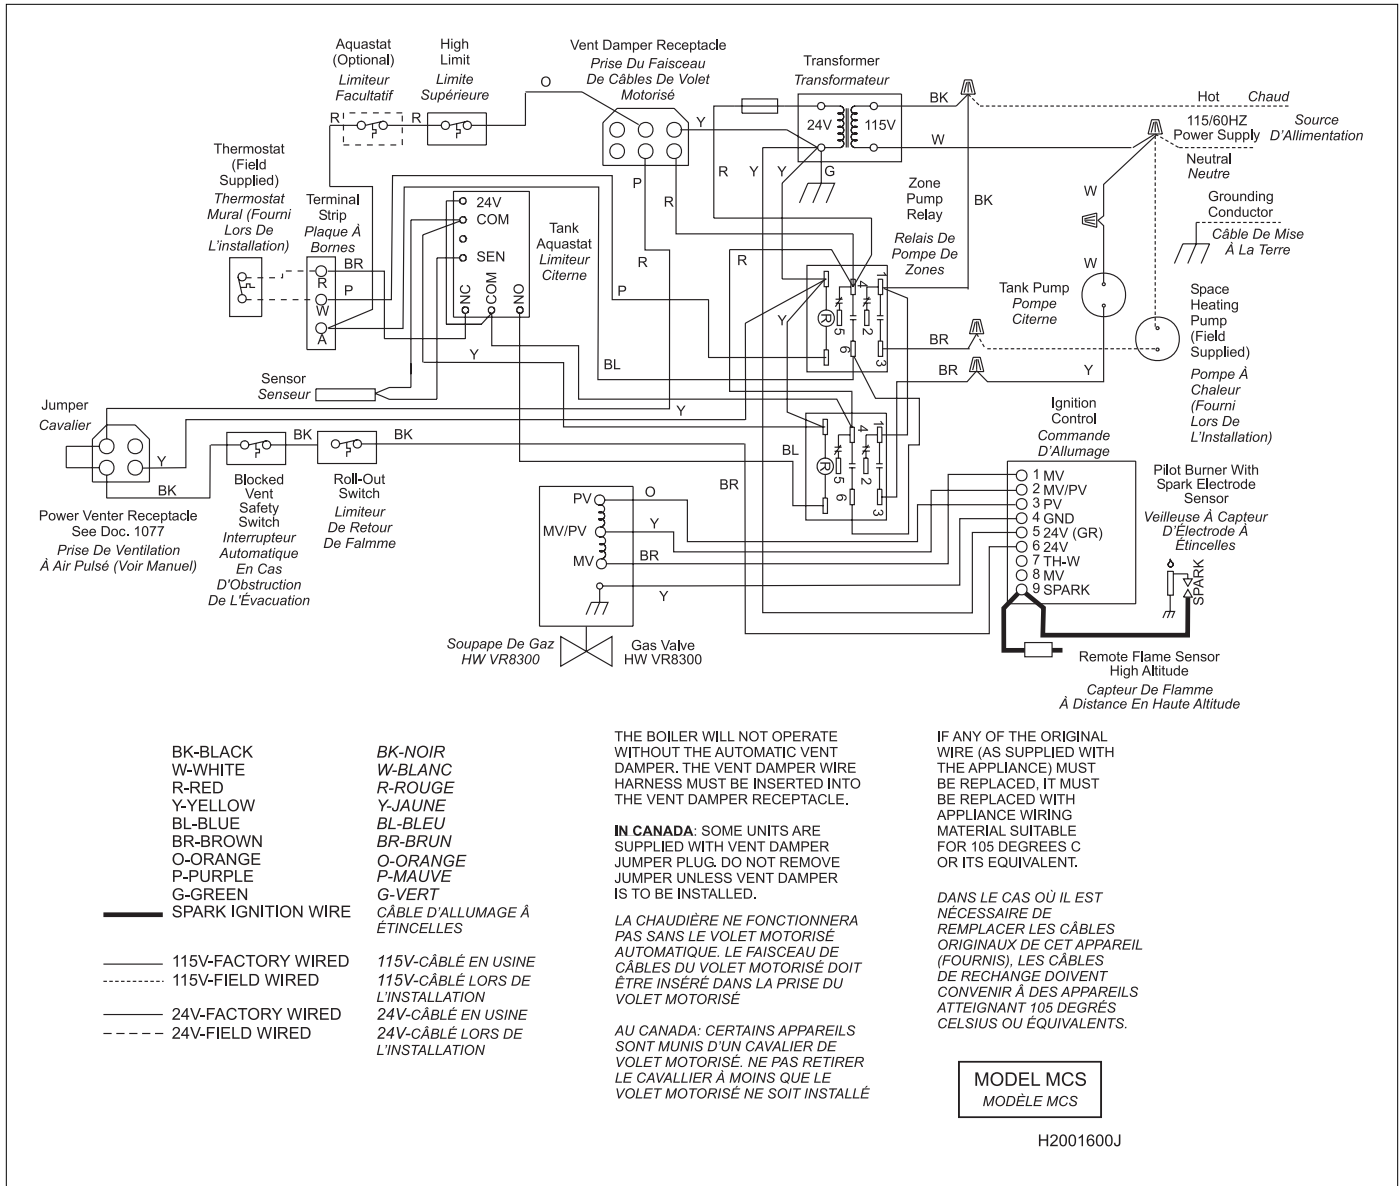 Aquastat
(Optional)
Limiteur
Facultatif
High
Limit
Limite
Supérieure
O
Vent Damper Receptacle
Prise Du Faisceau
De Câbles De Volet
Motorisé
Transformer
Transformateur
24V
115V
BK
W
Hot
Chaud
115/60HZ
Power Supply
Source
D'Allimentation
Neutral
Neutre
Grounding
Conductor
Câble De Mise
À La Terre
R
R
Y
P
R
R
R
Y
Y
G
Zone
Pump
Relay
Relais De
Pompe De
Zones
BK
W
W
Thermostat
(Field
Supplied)
Thermostat
Mural (Fourni
Lors De
L'installation)
Terminal
Strip
Plaque À
Bornes
BR
R
P
W
A
24V
COM
SEN
NC
COM
NO
Tank
Aquastat
Limiteur
Citerne
R
P
Y
Y
BL
R
5
4
6
2
1
3
BR
BR
Y
Tank Pump
Pompe
Citerne
Space
Heating
Pump
(Field
Supplied)
Pompe À
Chaleur
(Fourni
Lors De
L'Installation)
Sensor
Senseur
Y
Jumper
Cavalier
Y
BK
BK
BK
BL
BR
R
5
4
6
2
1
3
Power Venter Receptacle
See Doc. 1077
Prise De Ventilation
À Air Pulsé (Voir Manuel)
Blocked
Vent
Safety
Switch
Interrupteur
Automatique
En Cas
D'Obstruction
De L'Évacuation
Roll-Out
Switch
Limiteur
De Retour
De Falmme
PV
MV/PV
MV
O
Y
BR
Y
Soupape De Gaz
HW VR8300
Gas Valve
HW VR8300
Ignition
Control
Commande
D'Allumage
1 MV
2 MV/PV
3 PV
4 GND
5 24V (GR)
6 24V
7 TH-W
8 MV
9 SPARK
Pilot Burner With
Spark Electrode
Sensor
Veilleuse À Capteur
D'Électrode À
Étincelles
SPARK
Remote Flame Sensor
High Altitude
Capteur De Flamme
À Distance En Haute Altitude
BK-BLACK
W-WHITE
R-RED
Y-YELLOW
BL-BLUE
BR-BROWN
O-ORANGE
P-PURPLE
G-GREEN
SPARK IGNITION WIRE
115V-FACTORY WIRED
115V-FIELD WIRED
24V-FACTORY WIRED
24V-FIELD WIRED
BK-NOIR
W-BLANC
R-ROUGE
Y-JAUNE
BL-BLEU
BR-BRUN
O-ORANGE
P-MAUVE
G-VERT
CÂBLE D'ALLUMAGE Â
ÉTINCELLES
115V-CÂBLÉ EN USINE
115V-CÂBLÉ LORS DE
L'INSTALLATION
24V-CÂBLÉ EN USINE
24V-CÂBLÉ LORS DE
L'INSTALLATION
THE BOILER WILL NOT OPERATE
WITHOUT THE AUTOMATIC VENT
DAMPER. THE VENT DAMPER WIRE
HARNESS MUST BE INSERTED INTO
THE VENT DAMPER RECEPTACLE.
IN CANADA: SOME UNITS ARE
SUPPLIED WITH VENT DAMPER
JUMPER PLUG. DO NOT REMOVE
JUMPER UNLESS VENT DAMPER
IS TO BE INSTALLED.
LA CHAUDIÈRE NE FONCTIONNERA
PAS SANS LE VOLET MOTORISÉ
AUTOMATIQUE. LE FAISCEAU DE
CÂBLES DU VOLET MOTORISÉ DOIT
ÊTRE INSÉRÉ DANS LA PRISE DU
VOLET MOTORISÉ
AU CANADA: CERTAINS APPAREILS
SONT MUNIS D'UN CAVALIER DE
VOLET MOTORISÉ. NE PAS RETIRER
LE CAVALLIER À MOINS QUE LE
VOLET MOTORISÉ NE SOIT INSTALLÉ
IF ANY OF THE ORIGINAL
WIRE (AS SUPPLIED WITH
THE APPLIANCE) MUST
BE REPLACED, IT MUST
BE REPLACED WITH
APPLIANCE WIRING
MATERIAL SUITABLE
FOR 105 DEGREES C
OR ITS EQUIVALENT.
DANS LE CAS OÙ IL EST
NÉCESSAIRE DE
REMPLACER LES CÂBLES
ORIGINAUX DE CET APPAREIL
(FOURNIS), LES CÂBLES
DE RECHANGE DOIVENT
CONVENIR Â DES APPAREILS
ATTEIGNANT 105 DEGRÉS
CELSIUS OU ÉQUIVALENTS.
MODEL MCS
MODÈLE MCS
H2001600J